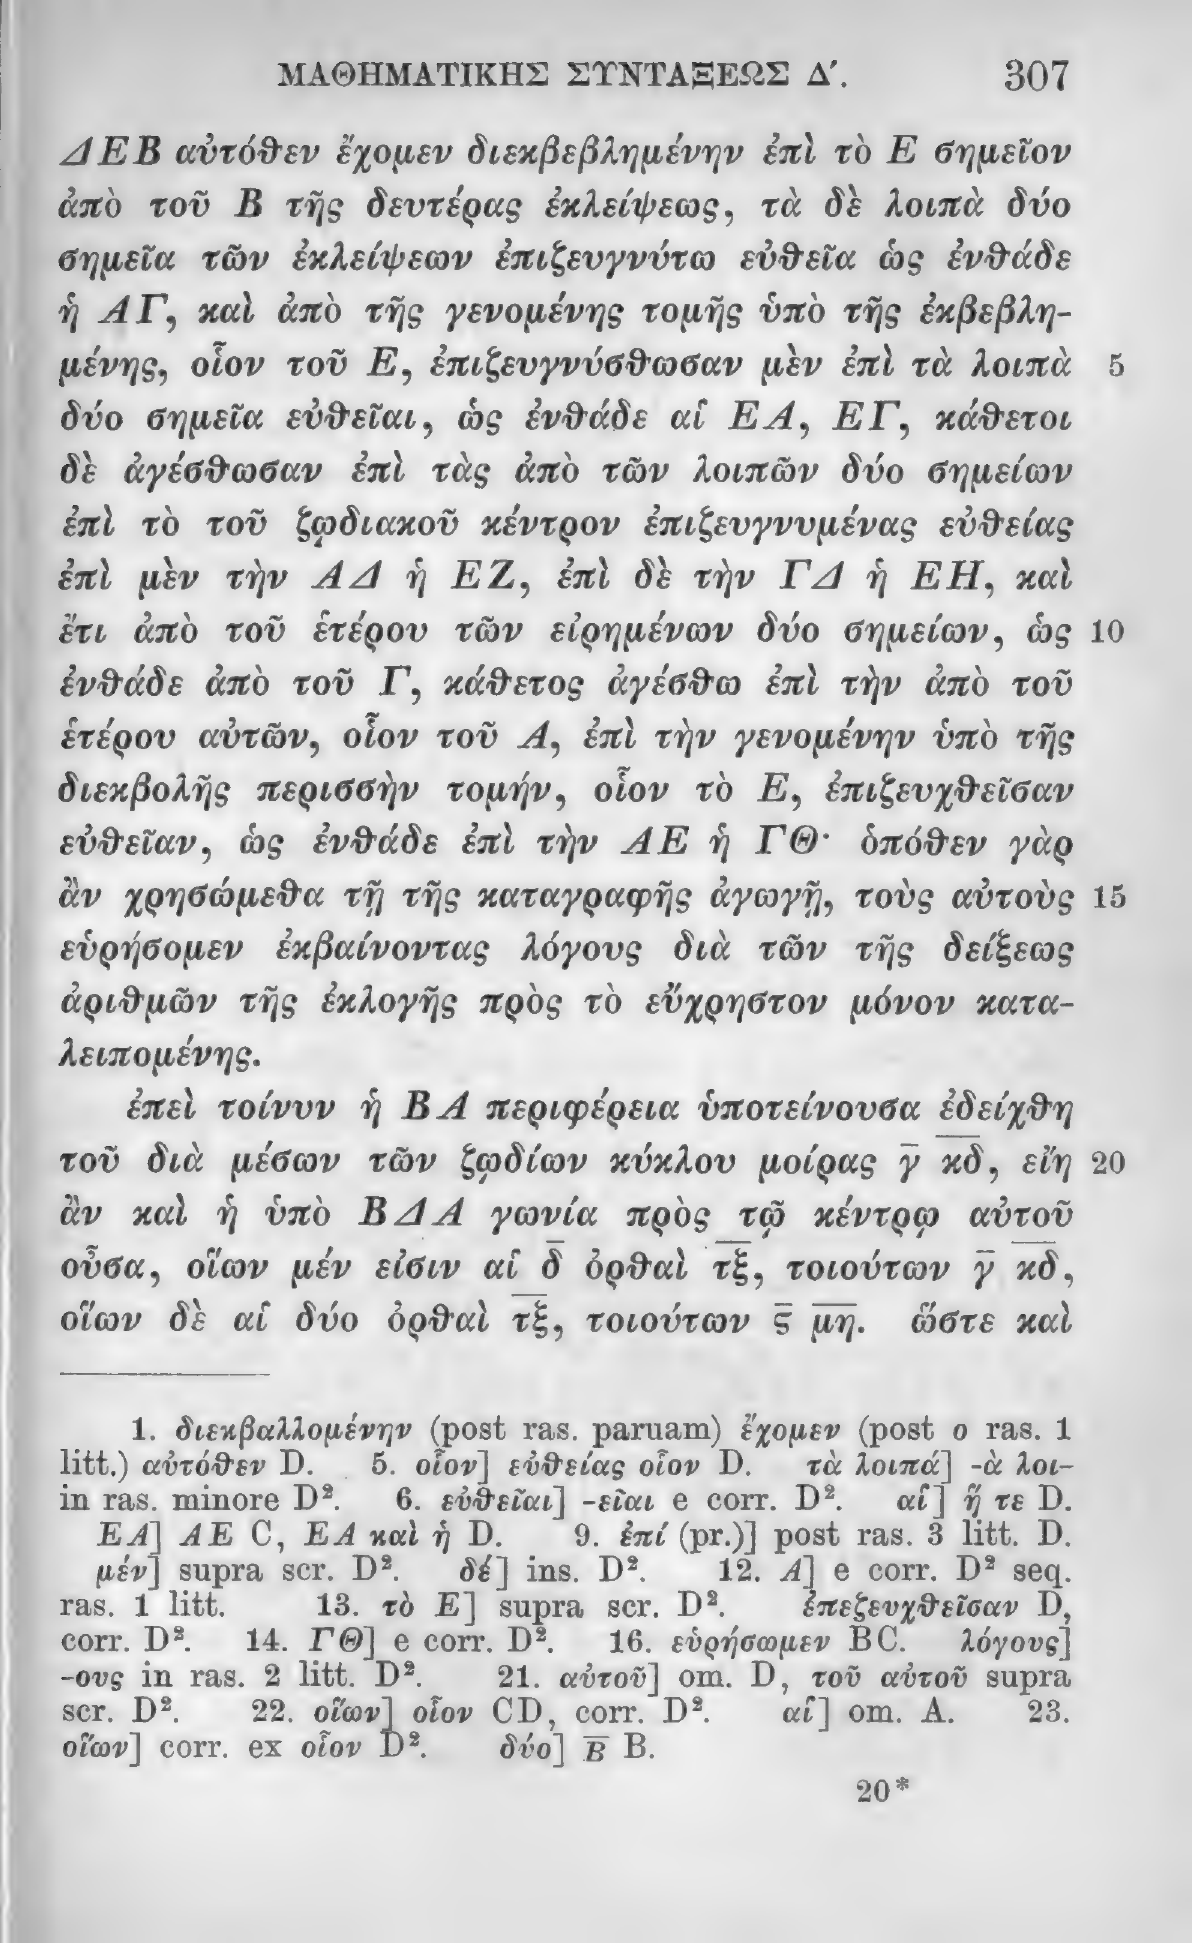 ΜΑΘΗΜΑΤΙΚΗΣ ΣΥΝΤΑΞΕΩΣ Δ΄. 307
ΔΕΒ αὐτόθεν ἔχομεν διεκβεβλημένην ἐπὶ τὸ Ε σημεῖον
ἀπὸ τοῦ Β τῆς δευτέρας ἐκλείψεως, τὰ δὲ λοιπὰ δύο
σημεῖα τῶν ἐκλείψεων ἐπιζευγνύτω εὐθεῖα ὡς ἐνθάδε
ἡ ΑΓ, καὶ ἀπὸ τῆς γενομένης τομῆς ὑπὸ τῆς ἐκβεβλη-
μένης, οἷον τοῦ Ε, ἐπιζευγνύσθωσαν μὲν ἐπὶ τὰ λοιπὰ 5
δύο σημεῖα εὐθεῖαι, ὡς ἐνθάδε αἱ ΕΑ, ΕΓ, κάθετοι
δὲ ἀγέσθωσαν ἐπὶ τὰς ἀπὸ τῶν λοιπῶν δύο σημείων
ἐπὶ τὸ τοῦ ζῳδιακοῦ κέντρον ἐπιζευγνυμένας εὐθείας
ἐπὶ μὲν τὴν ΑΔ ἡ ΕΖ, ἐπὶ δὲ τὴν ΓΔ ἡ ΕΗ, καὶ
ἔτι ἀπὸ τοῦ ἑτέρου τῶν εἰρημένων δύο σημείων, ὡς 10
ἐνθάδε ἀπὸ τοῦ Γ, κάθετος ἀγέσθω ἐπὶ τὴν ἀπὸ τοῦ
ἑτέρου αὐτῶν, οἷον τοῦ Α, ἐπὶ τὴν γενομένην ὑπὸ τῆς
διεκβολῆς περισσὴν τομήν, οἷον τὸ Ε, ἐπιζευχθεῖσαν
εὐθεῖαν, ὡς ἐνθάδε ἐπὶ τὴν ΑΕ ἡ ΓΘ· ὁπόθεν γὰρ
ἂν χρησώμεθα τῇ τῆς καταγραφῆς ἀγωγῇ, τοὺς αὐτοὺς 15
εὑρήσομεν ἐκβαίνοντας λόγους διὰ τῶν τῆς δείξεως
ἀριθμῶν τῆς ἐκλογῆς πρὸς τὸ εὔχρηστον μόνον κατα-
λειπομένης.
ἐπεὶ τοίνυν ἡ ΒΑ περιφέρεια ὑποτείνουσα ἐδείχθη
τοῦ διὰ μέσων τῶν ζῳδίων κύκλου μοίρας γ̅ κ̅δ̅, εἴη 20
ἂν καὶ ἡ ὑπὸ ΒΔΑ γωνία πρὸς τῷ κέντρῳ αὐτοῦ
οὖσα, οἵων μέν εἰσιν αἱ δ̅ ὀρθαὶ τ̅ξ̅, τοιούτων γ̅ κ̅δ̅,
οἵων δὲ αἱ δύο ὀρθαὶ τ̅ξ̅, τοιούτων ϛ̅ μ̅η̅. ὥστε καὶ
1. διεκβαλλομένην (post ras. paruam) ἔχομεν (post ο ras. 1
litt.) αὐτόθεν D. 5. οἷον] εὐθείας οἷον D. τὰ λοιπά] -ὰ λοι-
in ras. minore D². 6. εὐθεῖαι] -εῖαι e corr. D². αἱ] ἥ τε D.
ΕΑ] ΑΕ C, ΕΑ καὶ ἡ D. 9. ἐπί (pr.)] post ras. 3 litt. D.
μέν] supra scr. D². δέ] ins. D². 12. Α] e corr. D² seq.
ras. 1 litt. 13. τὸ Ε] supra scr. D². ἐπεζευχθεῖσαν D,
corr. D². 14. ΓΘ] e corr. D². 16. εὑρήσωμεν BC. λόγους]
-ους in ras. 2 litt. D². 21. αὐτοῦ] om. D, τοῦ αὐτοῦ supra
scr. D². 22. οἵων] οἷον CD, corr. D². αἱ] om. A. 23.
οἵων] corr. ex οἷον D². δύο] β̅ B.
20*